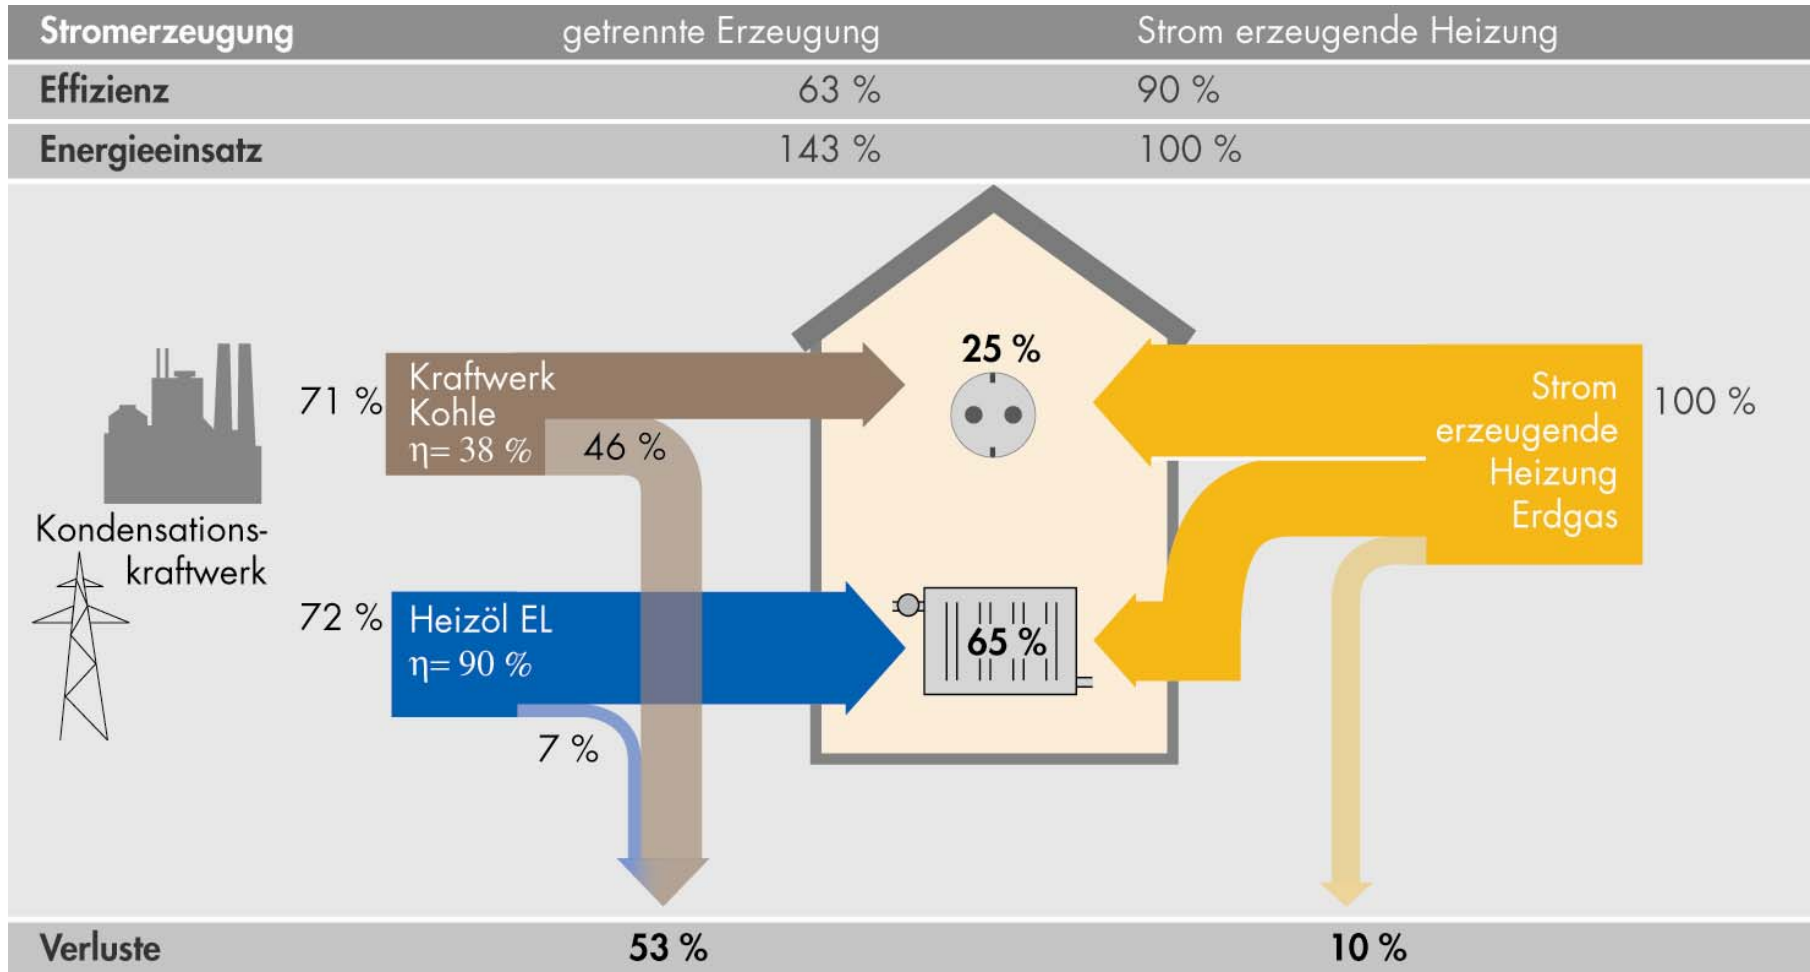 Stromerzeugung getrennte Erzeugung Strom erzeugende Heizung
Effizienz 63 % 90 %
Energieeinsatz 143 % 100 %
71 %
Kraftwerk
Kohle
η= 38 %
46 %
25 %
Strom
erzeugende
Heizung
Erdgas
100 %
Kondensations-
kraftwerk
72 %
Heizöl EL
η= 90 %
65 %
7 %
Verluste 53 % 10 %